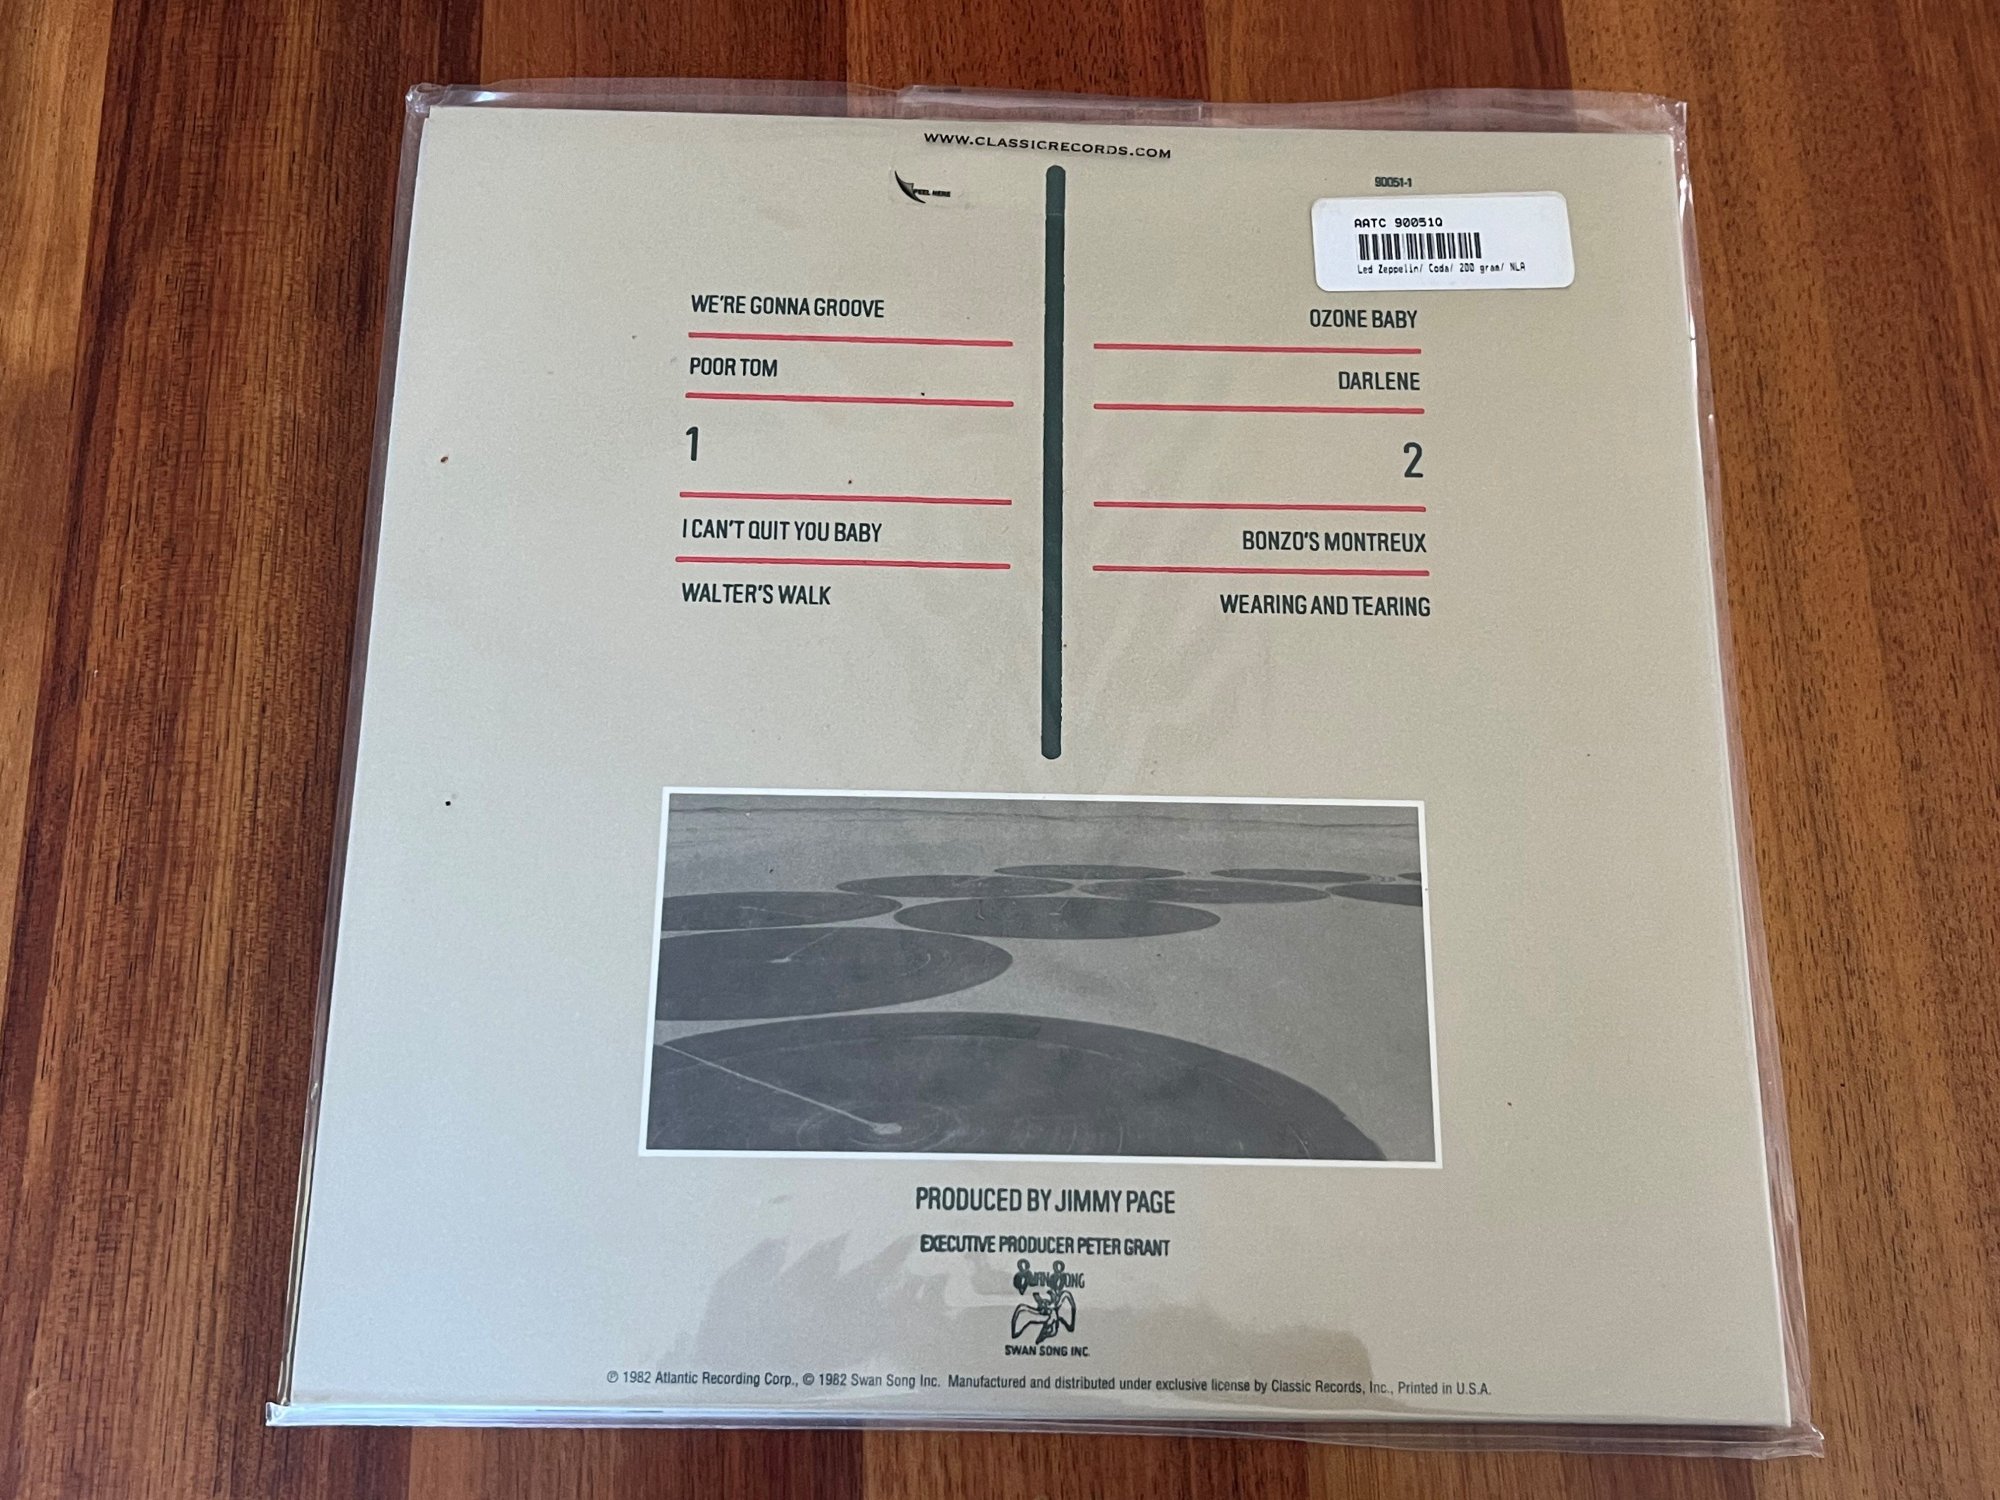 WWW.CLASSICRECORDS.COM
PEEL HERE
90051-1
AATC 90051Q
Led Zeppelin/ Coda/ 200 gram/ NLA
WE'RE GONNA GROOVE
POOR TOM
1
I CAN'T QUIT YOU BABY
WALTER'S WALK
OZONE BABY
DARLENE
2
BONZO'S MONTREUX
WEARING AND TEARING
PRODUCED BY JIMMY PAGE
EXECUTIVE PRODUCER PETER GRANT
SWAN SONG
SWAN SONG INC.
℗ 1982 Atlantic Recording Corp., © 1982 Swan Song Inc. Manufactured and distributed under exclusive license by Classic Records, Inc., Printed in U.S.A.